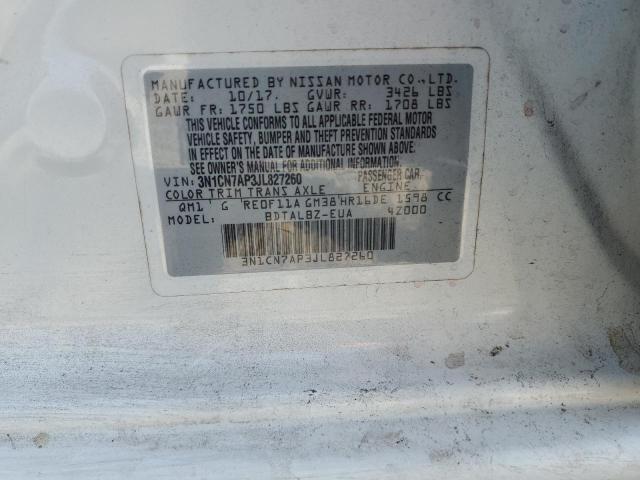 MANUFACTURED BY NISSAN MOTOR CO.,LTD.
DATE: 10/17. GVWR: 3426 LBS
GAWR FR: 1750 LBS GAWR RR: 1708 LBS
THIS VEHICLE CONFORMS TO ALL APPLICABLE FEDERAL MOTOR
VEHICLE SAFETY, BUMPER AND THEFT PREVENTION STANDARDS
IN EFFECT ON THE DATE OF MANUFACTURE SHOWN ABOVE.
SEE OWNER'S MANUAL FOR ADDITIONAL INFORMATION.
VIN: 3N1CN7AP3JL827260 PASSENGER CAR
COLOR TRIM TRANS AXLE ENGINE
QM1 G RE0F11A GM38 HR16DE 1598 CC
MODEL: BDTALBZ-EUA 42000
3N1CN7AP3JL827260